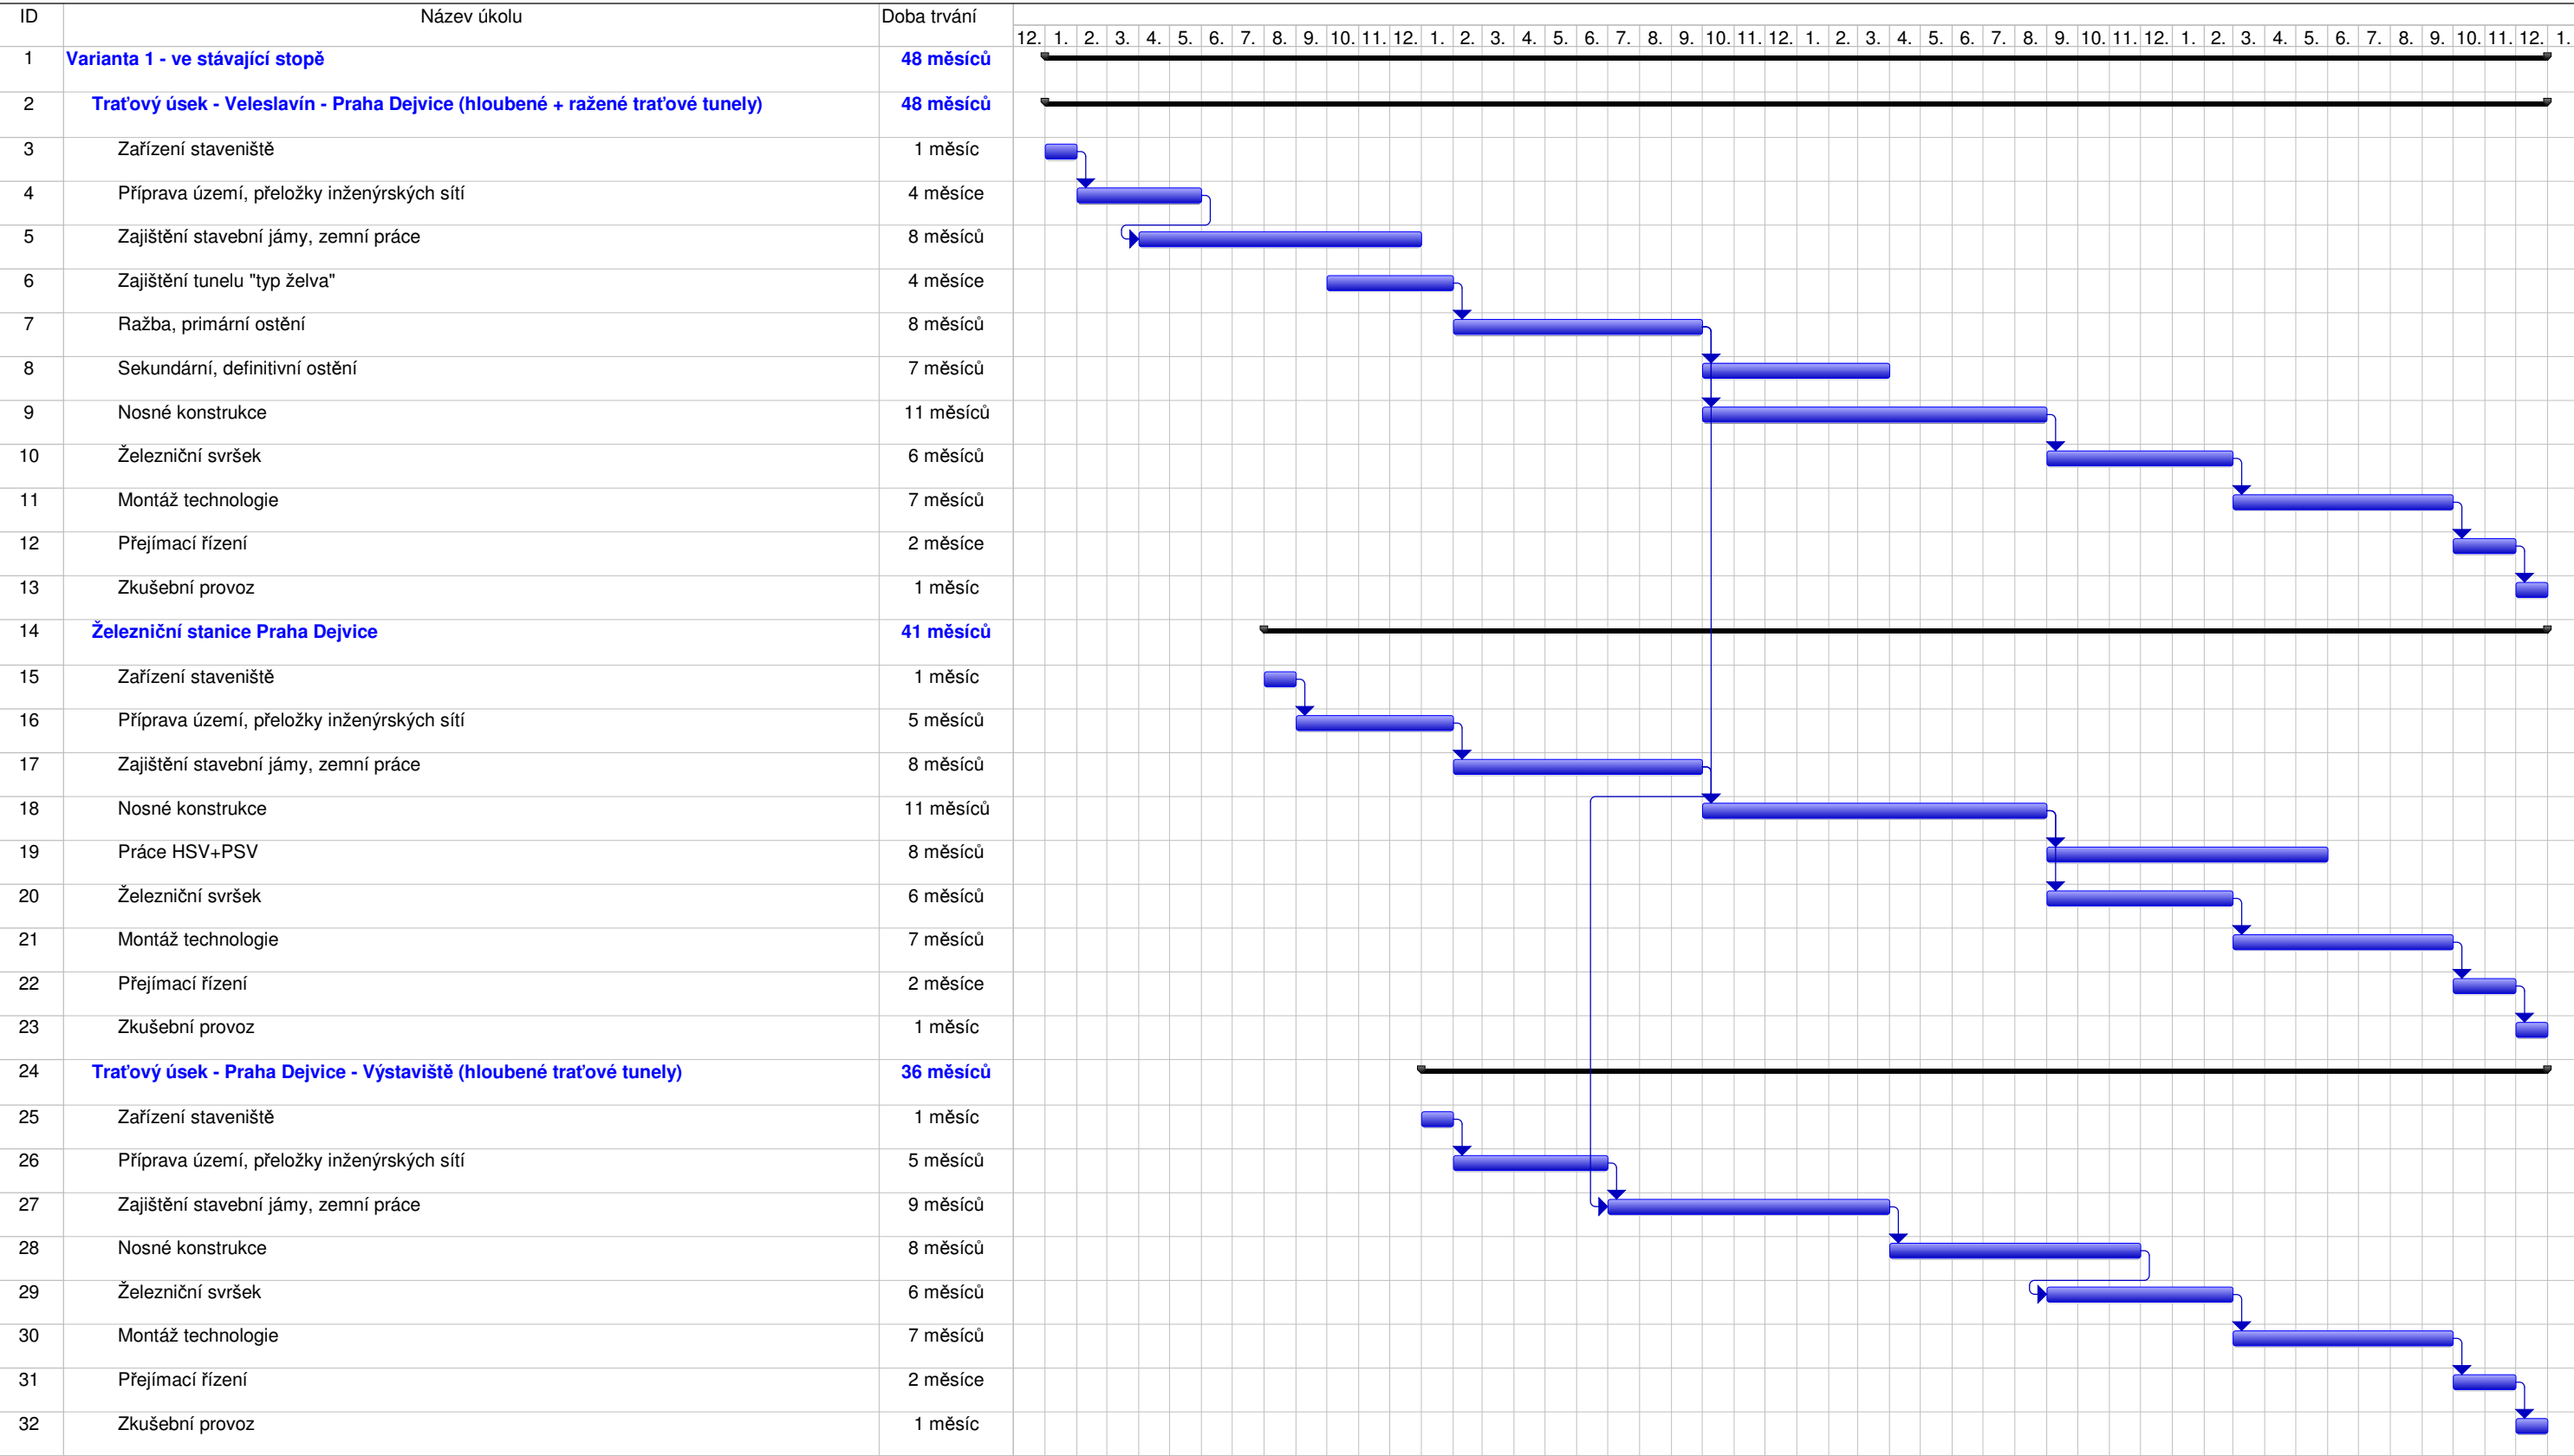 ID Název úkolu Doba trvání
12. 1. 2. 3. 4. 5. 6. 7. 8. 9. 10. 11. 12. 1. 2. 3. 4. 5. 6. 7. 8. 9. 10. 11. 12. 1. 2. 3. 4. 5. 6. 7. 8. 9. 10. 11. 12. 1. 2. 3. 4. 5. 6. 7. 8. 9. 10. 11. 12. 1.
1 Varianta 1 - ve stávající stopě 48 měsíců
2 Traťový úsek - Veleslavín - Praha Dejvice (hloubené + ražené traťové tunely) 48 měsíců
3 Zařízení staveniště 1 měsíc
4 Příprava území, přeložky inženýrských sítí 4 měsíce
5 Zajištění stavební jámy, zemní práce 8 měsíců
6 Zajištění tunelu "typ želva" 4 měsíce
7 Ražba, primární ostění 8 měsíců
8 Sekundární, definitivní ostění 7 měsíců
9 Nosné konstrukce 11 měsíců
10 Železniční svršek 6 měsíců
11 Montáž technologie 7 měsíců
12 Přejímací řízení 2 měsíce
13 Zkušební provoz 1 měsíc
14 Železniční stanice Praha Dejvice 41 měsíců
15 Zařízení staveniště 1 měsíc
16 Příprava území, přeložky inženýrských sítí 5 měsíců
17 Zajištění stavební jámy, zemní práce 8 měsíců
18 Nosné konstrukce 11 měsíců
19 Práce HSV+PSV 8 měsíců
20 Železniční svršek 6 měsíců
21 Montáž technologie 7 měsíců
22 Přejímací řízení 2 měsíce
23 Zkušební provoz 1 měsíc
24 Traťový úsek - Praha Dejvice - Výstaviště (hloubené traťové tunely) 36 měsíců
25 Zařízení staveniště 1 měsíc
26 Příprava území, přeložky inženýrských sítí 5 měsíců
27 Zajištění stavební jámy, zemní práce 9 měsíců
28 Nosné konstrukce 8 měsíců
29 Železniční svršek 6 měsíců
30 Montáž technologie 7 měsíců
31 Přejímací řízení 2 měsíce
32 Zkušební provoz 1 měsíc